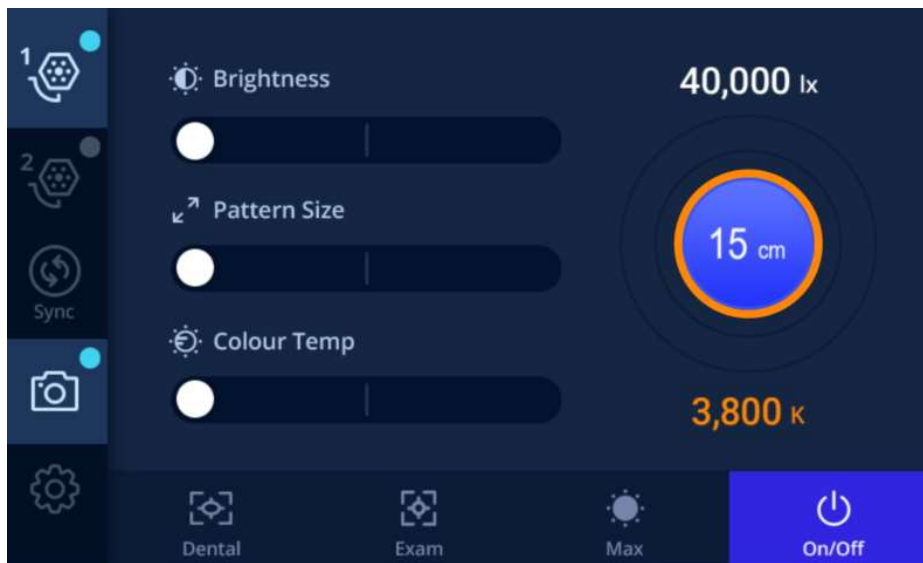 1
2
Sync
Brightness
Pattern Size
Colour Temp
40,000 lx
15 cm
3,800 K
Dental
Exam
Max
On/Off